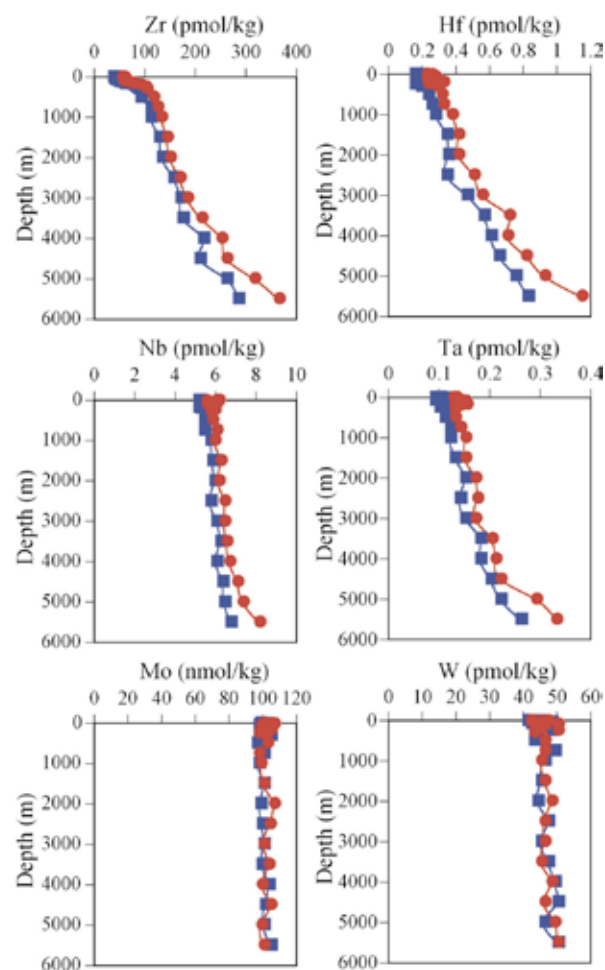 Zr (pmol/kg)
0 100 200 300 400
Depth (m)
0
1000
2000
3000
4000
5000
6000
Hf (pmol/kg)
0 0.2 0.4 0.6 0.8 1 1.2
Depth (m)
0
1000
2000
3000
4000
5000
6000
Nb (pmol/kg)
0 2 4 6 8 10
Depth (m)
0
1000
2000
3000
4000
5000
6000
Ta (pmol/kg)
0 0.1 0.2 0.3 0.4
Depth (m)
0
1000
2000
3000
4000
5000
6000
Mo (nmol/kg)
0 20 40 60 80 100 120
Depth (m)
0
1000
2000
3000
4000
5000
6000
W (pmol/kg)
0 10 20 30 40 50 60
Depth (m)
0
1000
2000
3000
4000
5000
6000